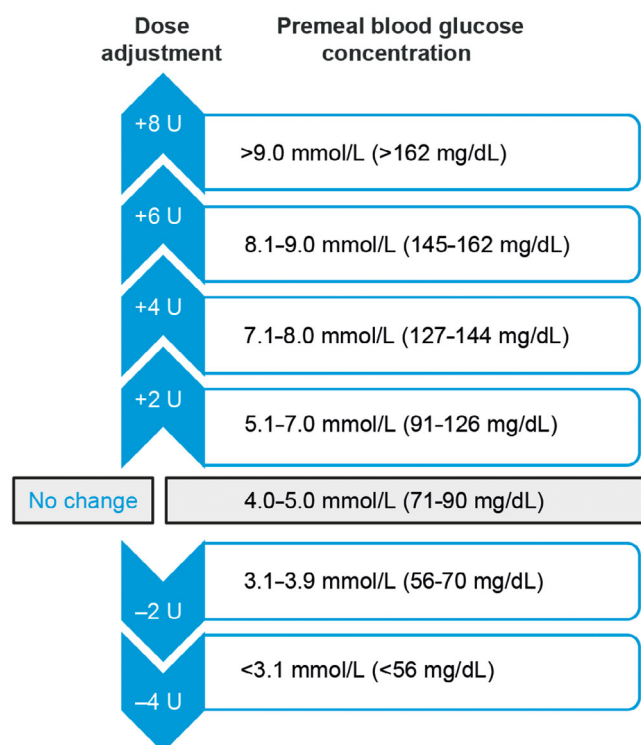 Dose adjustment
Premeal blood glucose concentration
+8 U
>9.0 mmol/L (>162 mg/dL)
+6 U
8.1–9.0 mmol/L (145–162 mg/dL)
+4 U
7.1–8.0 mmol/L (127–144 mg/dL)
+2 U
5.1–7.0 mmol/L (91–126 mg/dL)
No change
4.0–5.0 mmol/L (71–90 mg/dL)
–2 U
3.1–3.9 mmol/L (56-70 mg/dL)
–4 U
<3.1 mmol/L (<56 mg/dL)